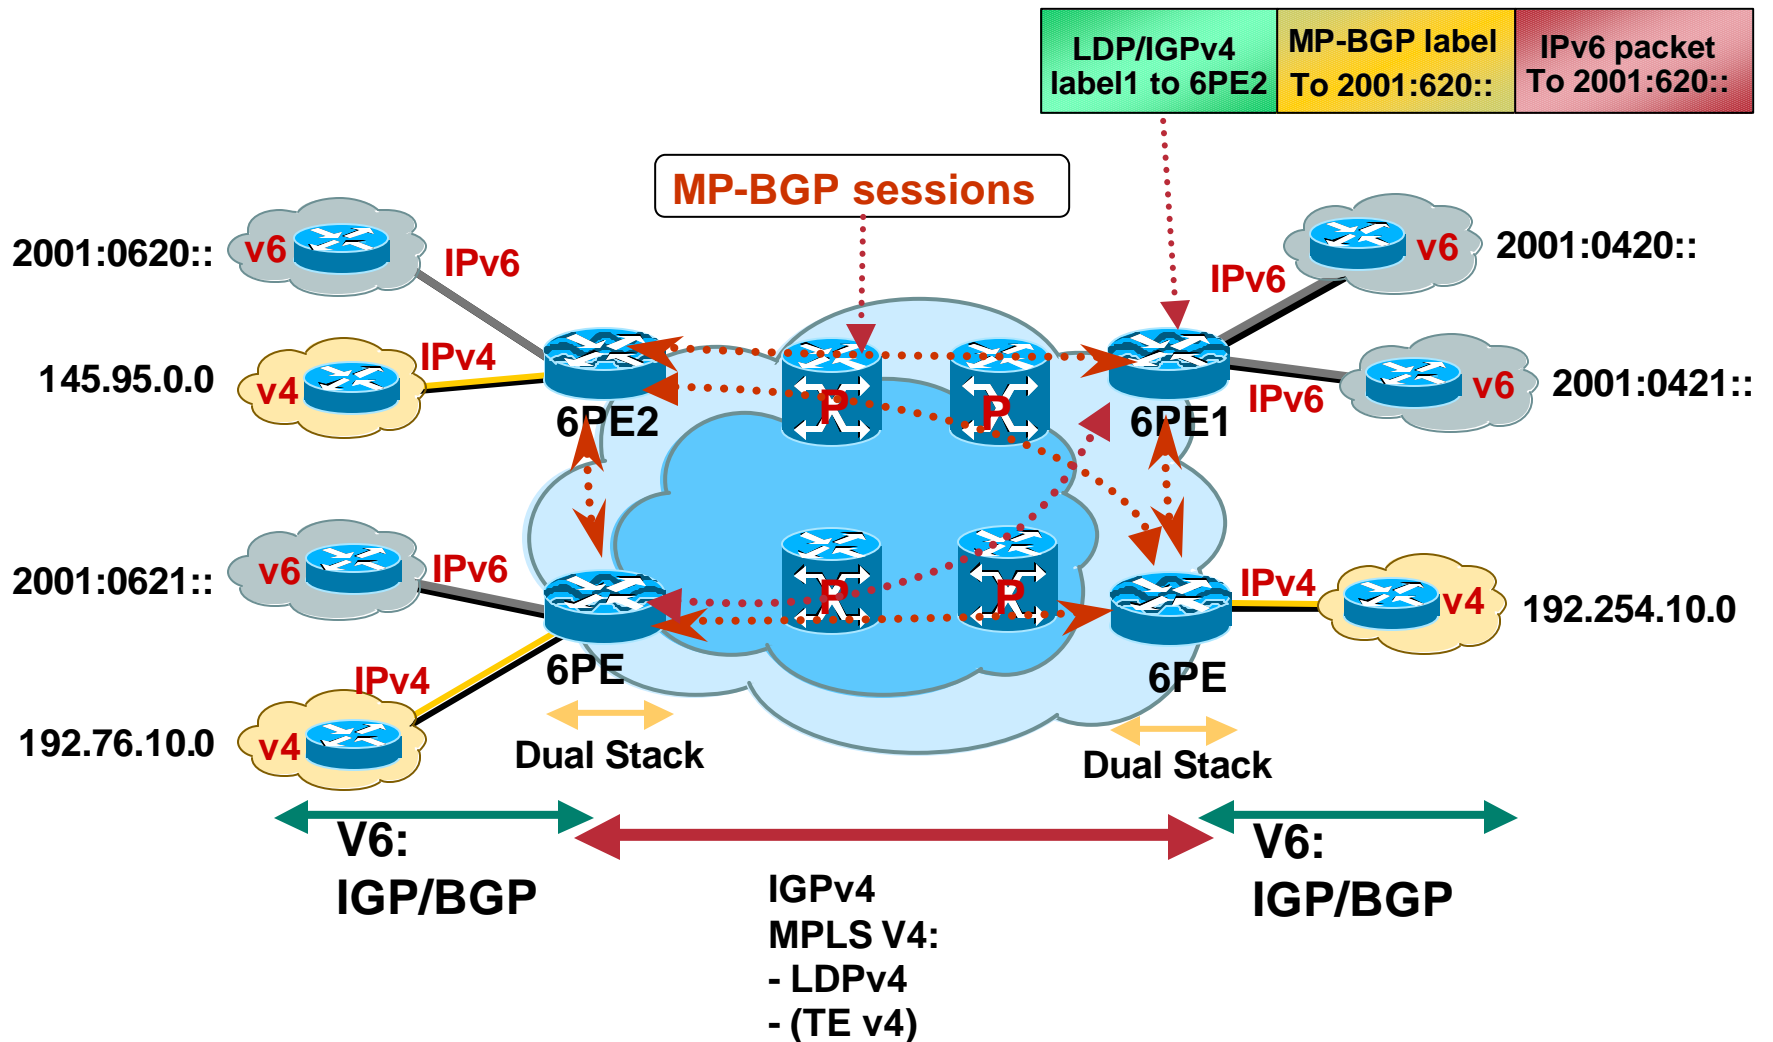 LDP/IGPv4
label1 to 6PE2
MP-BGP label
To 2001:620::
IPv6 packet
To 2001:620::
MP-BGP sessions
2001:0620::
v6
IPv6
IPv6
v6
2001:0420::
145.95.0.0
v4
IPv4
6PE2
P
P
6PE1
IPv6
v6
2001:0421::
2001:0621::
v6
IPv6
6PE
P
P
6PE
IPv4
v4
192.254.10.0
192.76.10.0
v4
IPv4
Dual Stack
Dual Stack
V6:
IGP/BGP
IGPv4
MPLS V4:
- LDPv4
- (TE v4)
V6:
IGP/BGP